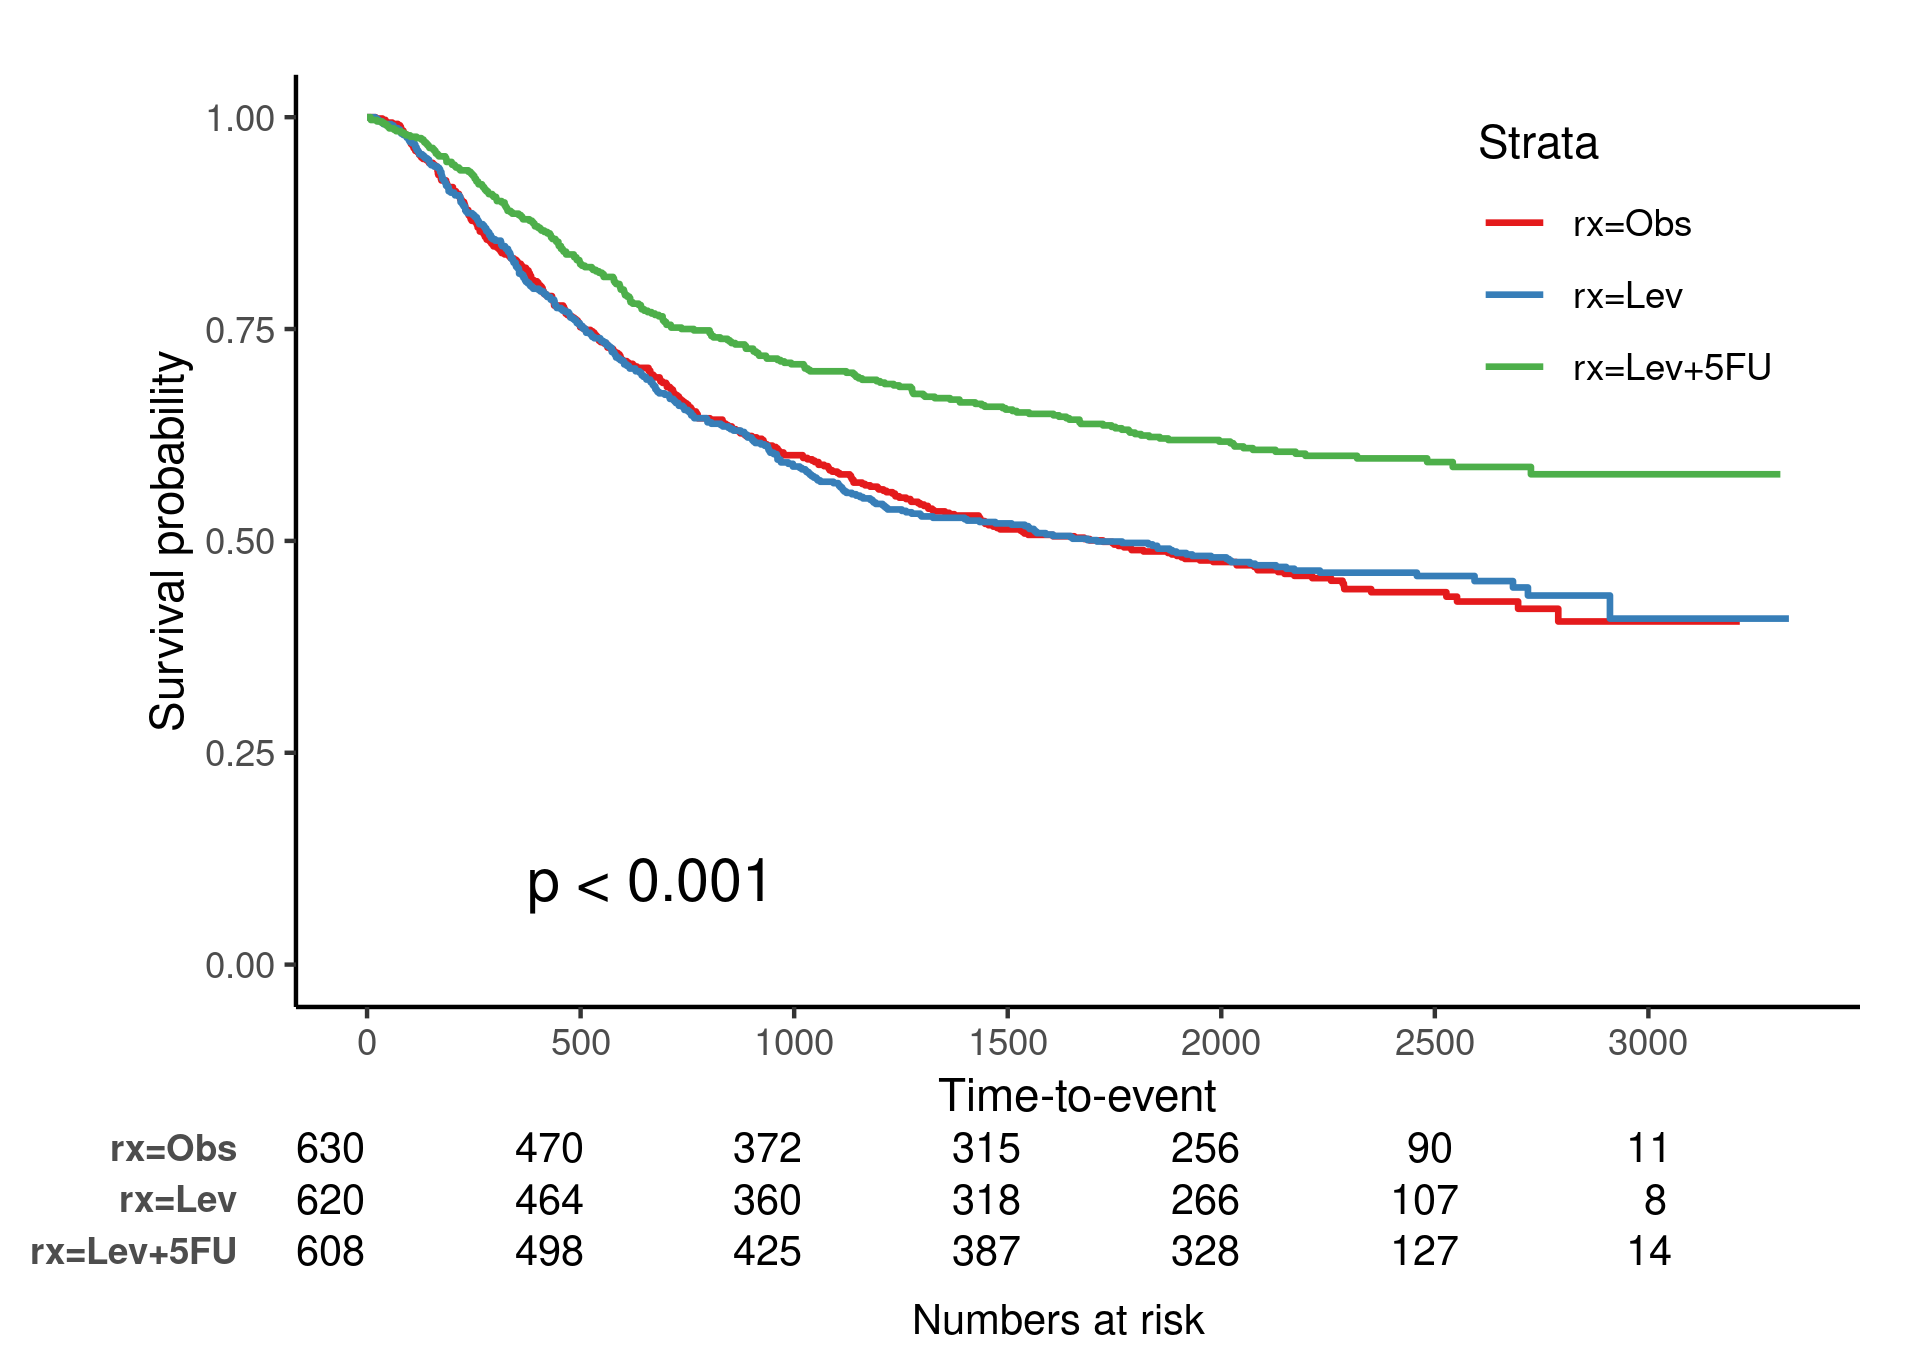 Strata
rx=Obs
rx=Lev
rx=Lev+5FU
Survival probability
1.00
0.75
0.50
0.25
0.00
p < 0.001
0 500 1000 1500 2000 2500 3000
Time-to-event
rx=Obs 630 470 372 315 256 90 11
rx=Lev 620 464 360 318 266 107 8
rx=Lev+5FU 608 498 425 387 328 127 14
Numbers at risk